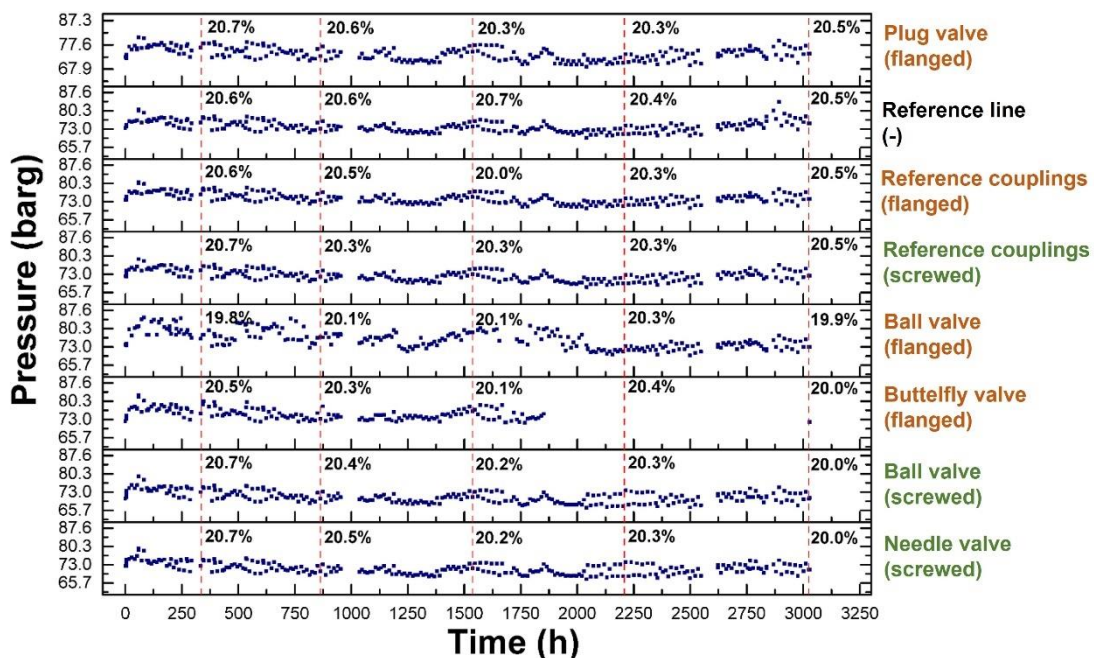 Pressure (barg)
87.3
77.6
67.9
20.7% 20.6% 20.3% 20.3% 20.5%
Plug valve
(flanged)
87.6
80.3
73.0
65.7
20.6% 20.6% 20.7% 20.4% 20.5%
Reference line
(-)
87.6
80.3
73.0
65.7
20.6% 20.5% 20.0% 20.3% 20.5%
Reference couplings
(flanged)
87.6
80.3
73.0
65.7
20.7% 20.3% 20.3% 20.3% 20.5%
Reference couplings
(screwed)
87.6
80.3
73.0
65.7
19.8% 20.1% 20.1% 20.3% 19.9%
Ball valve
(flanged)
87.6
80.3
73.0
65.7
20.5% 20.3% 20.1% 20.4% 20.0%
Buttelfly valve
(flanged)
87.6
80.3
73.0
65.7
20.7% 20.4% 20.2% 20.3% 20.0%
Ball valve
(screwed)
87.6
80.3
73.0
65.7
20.7% 20.5% 20.2% 20.3% 20.0%
Needle valve
(screwed)
0 250 500 750 1000 1250 1500 1750 2000 2250 2500 2750 3000 3250
Time (h)